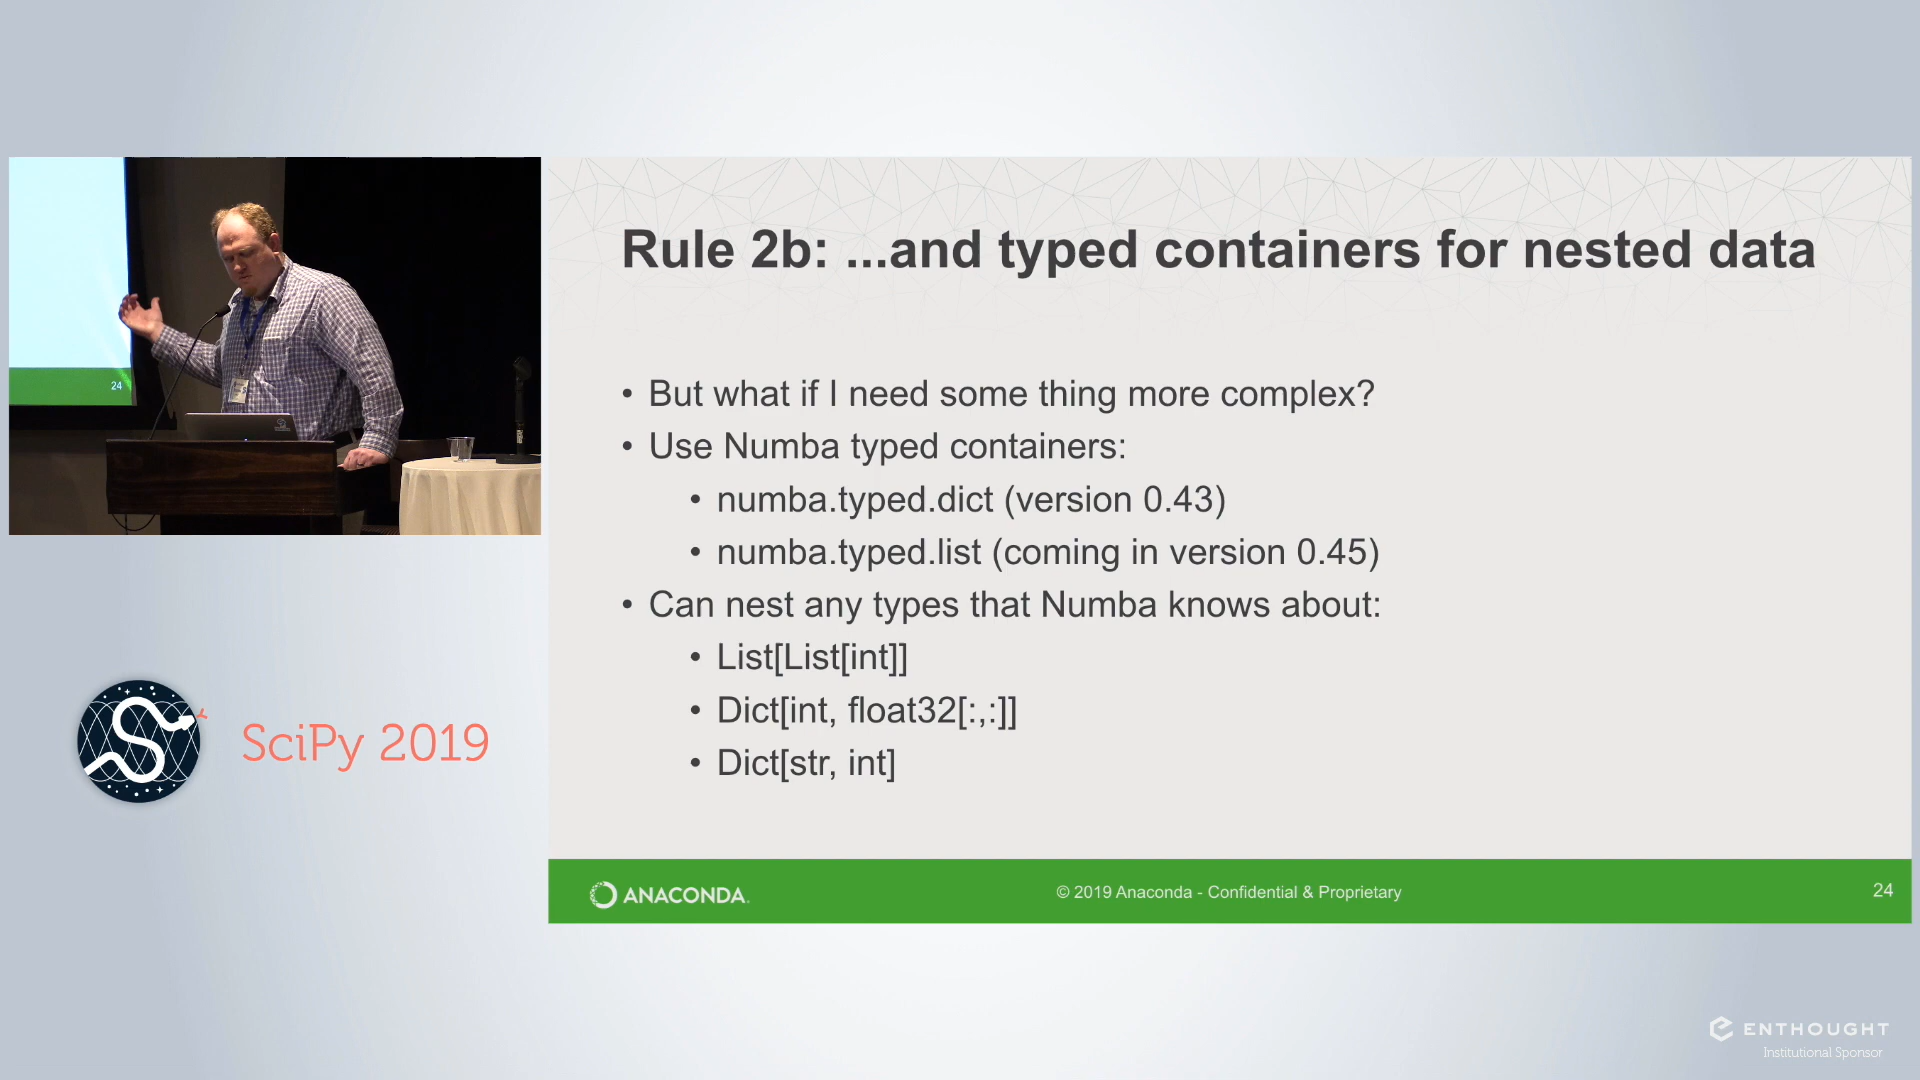 Rule 2b: ...and typed containers for nested data
• But what if I need some thing more complex?
• Use Numba typed containers:
• numba.typed.dict (version 0.43)
• numba.typed.list (coming in version 0.45)
• Can nest any types that Numba knows about:
• List[List[int]]
• Dict[int, float32[:,:]]
• Dict[str, int]
ANACONDA.
© 2019 Anaconda - Confidential & Proprietary
24
24
SciPy 2019
ENTHOUGHT
Institutional Sponsor